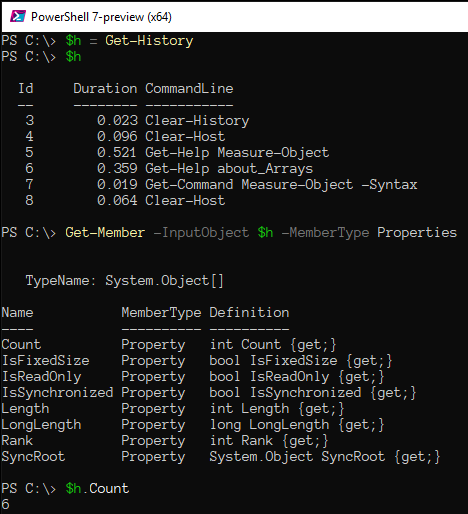 PowerShell 7-preview (x64)
PS C:\> $h = Get-History
PS C:\> $h
Id Duration CommandLine
-- -------- -----------
3 0.023 Clear-History
4 0.096 Clear-Host
5 0.521 Get-Help Measure-Object
6 0.359 Get-Help about_Arrays
7 0.019 Get-Command Measure-Object -Syntax
8 0.064 Clear-Host
PS C:\> Get-Member -InputObject $h -MemberType Properties
TypeName: System.Object[]
Name MemberType Definition
---- ---------- ----------
Count Property int Count {get;}
IsFixedSize Property bool IsFixedSize {get;}
IsReadOnly Property bool IsReadOnly {get;}
IsSynchronized Property bool IsSynchronized {get;}
Length Property int Length {get;}
LongLength Property long LongLength {get;}
Rank Property int Rank {get;}
SyncRoot Property System.Object SyncRoot {get;}
PS C:\> $h.Count
6